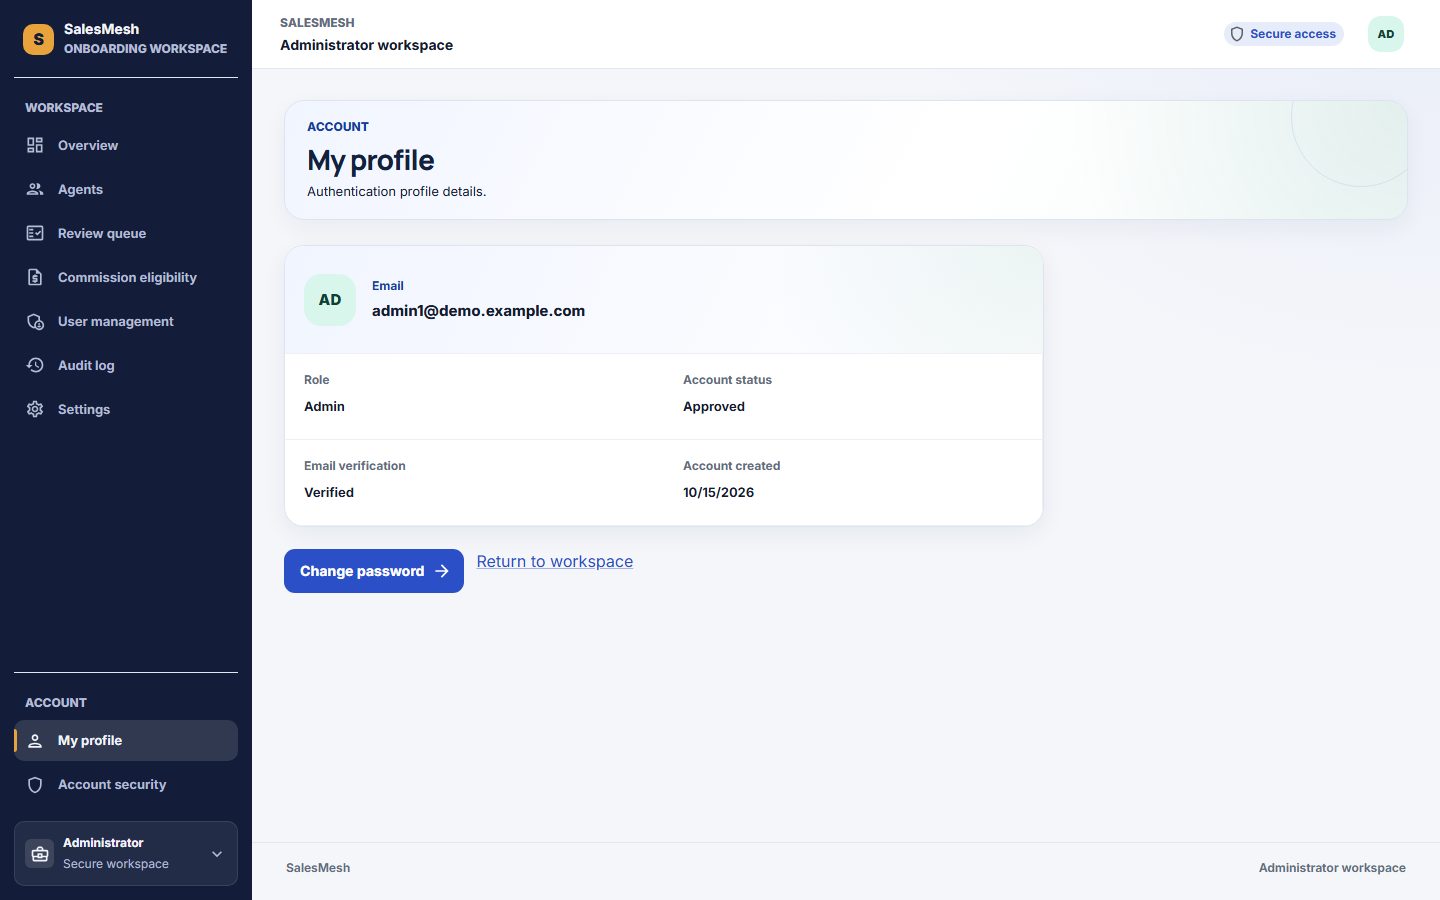 S
SalesMesh
ONBOARDING WORKSPACE
WORKSPACE
Overview
Agents
Review queue
Commission eligibility
User management
Audit log
Settings
ACCOUNT
My profile
Account security
Administrator
Secure workspace
SALESMESH
Administrator workspace
Secure access
AD
ACCOUNT
My profile
Authentication profile details.
AD
Email
admin1@demo.example.com
Role
Admin
Account status
Approved
Email verification
Verified
Account created
10/15/2026
Change password
Return to workspace
SalesMesh
Administrator workspace